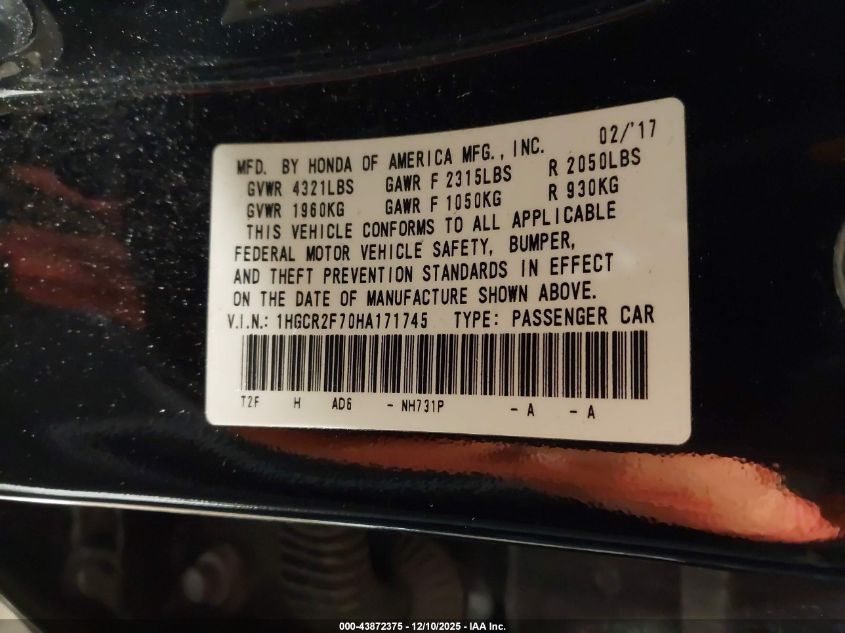 02/'17
MFD. BY HONDA OF AMERICA MFG., INC.
GVWR 4321LBS GAWR F 2315LBS R 2050LBS
GVWR 1960KG GAWR F 1050KG R 930KG
THIS VEHICLE CONFORMS TO ALL APPLICABLE
FEDERAL MOTOR VEHICLE SAFETY, BUMPER,
AND THEFT PREVENTION STANDARDS IN EFFECT
ON THE DATE OF MANUFACTURE SHOWN ABOVE.
V.I.N.: 1HGCR2F70HA171745 TYPE: PASSENGER CAR
T2F H AD6 - NH731P - A - A
000-43872375 - 12/10/2025 - IAA Inc.